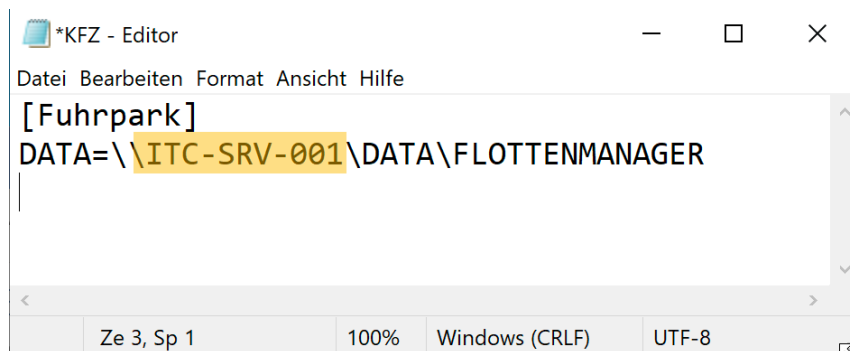 *KFZ - Editor
Datei Bearbeiten Format Ansicht Hilfe
[Fuhrpark]
DATA=\\ITC-SRV-001\DATA\FLOTTENMANAGER
Ze 3, Sp 1 100% Windows (CRLF) UTF-8